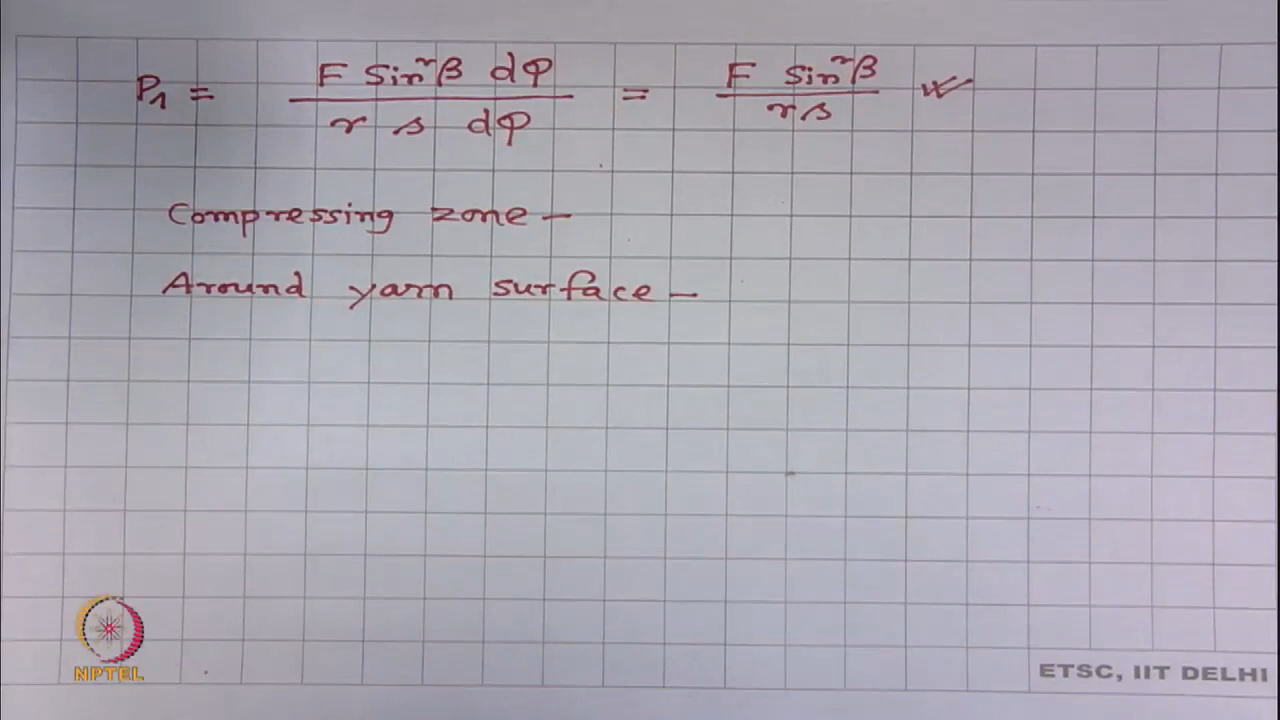 P₁ = F Sin²β dφ / r s dφ = F Sin²β / r s
Compressing zone –
Around yarn surface –
NPTEL
ETSC, IIT DELHI